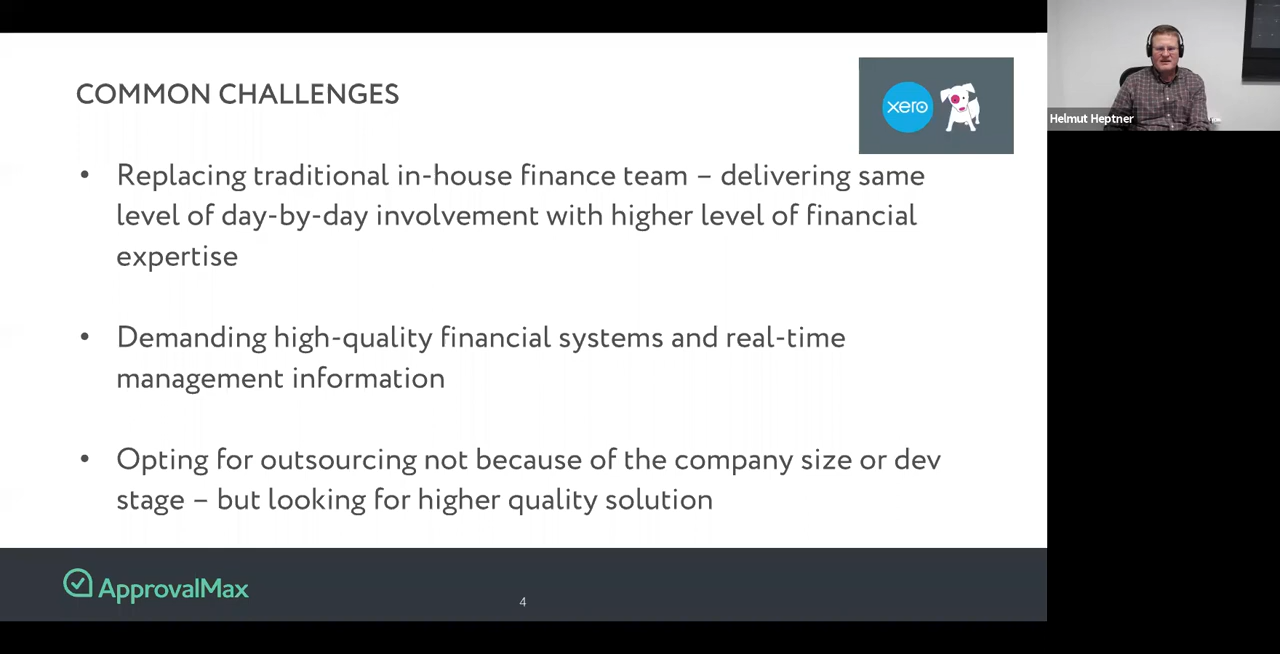 COMMON CHALLENGES
xero
Helmut Heptner
• Replacing traditional in-house finance team – delivering same
level of day-by-day involvement with higher level of financial
expertise
• Demanding high-quality financial systems and real-time
management information
• Opting for outsourcing not because of the company size or dev
stage – but looking for higher quality solution
ApprovalMax
4